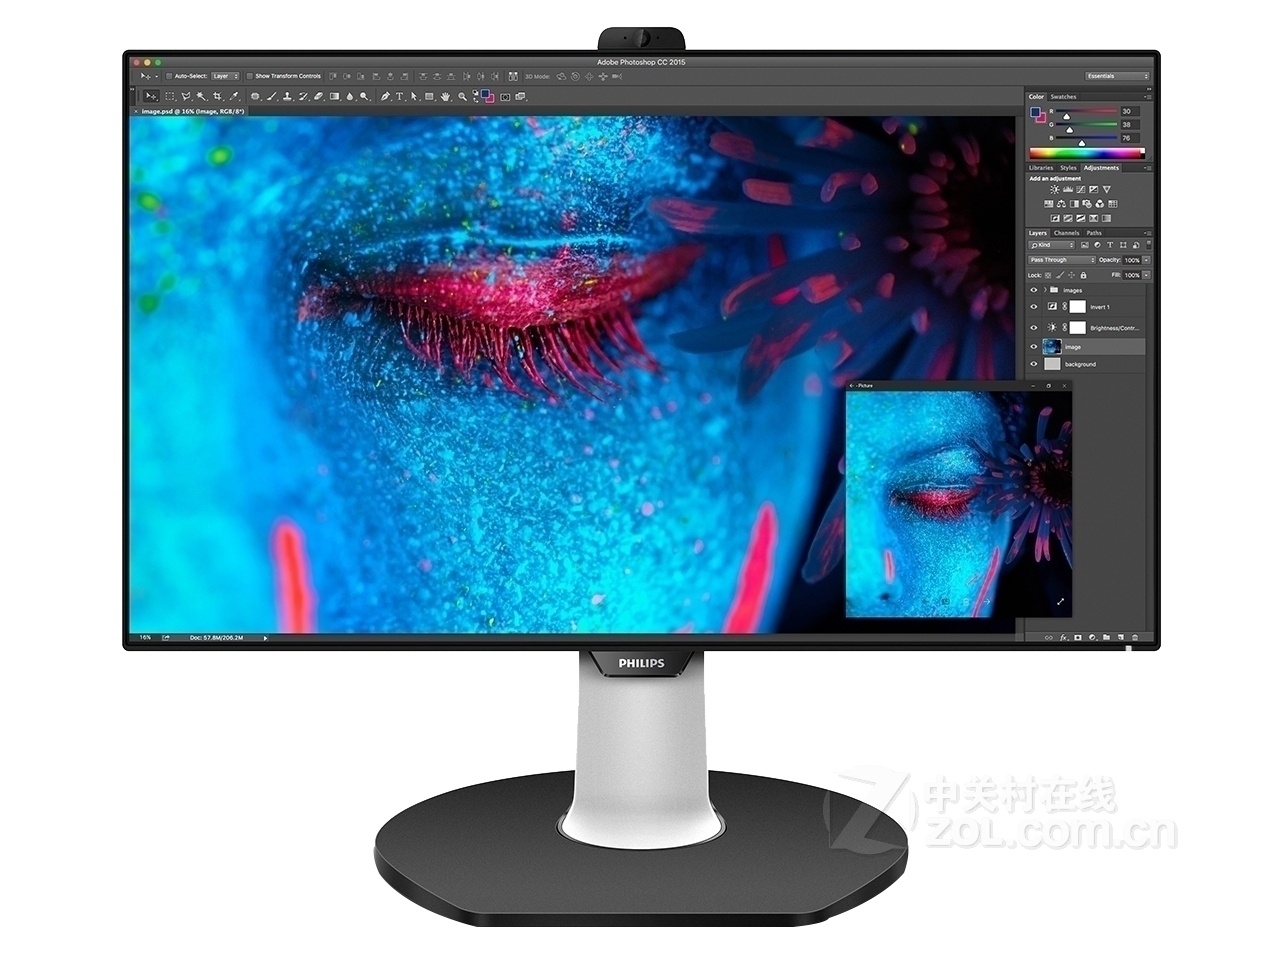 Adobe Photoshop CC 2015
Auto-Select: Layer
Show Transform Controls
3D Mode:
Essentials
image.psd @ 16% (image, RGB/8*)
Color Swatches
R 30
G 38
B 76
Libraries Styles Adjustments
Add an adjustment
Layers Channels Paths
Kind
Pass Through Opacity: 100%
Lock: Fill: 100%
images
Invert 1
Brightness/Contr...
image
background
Picture
16% Doc: 57.8M/206.2M
PHILIPS
中关村在线
ZOL.com.cn